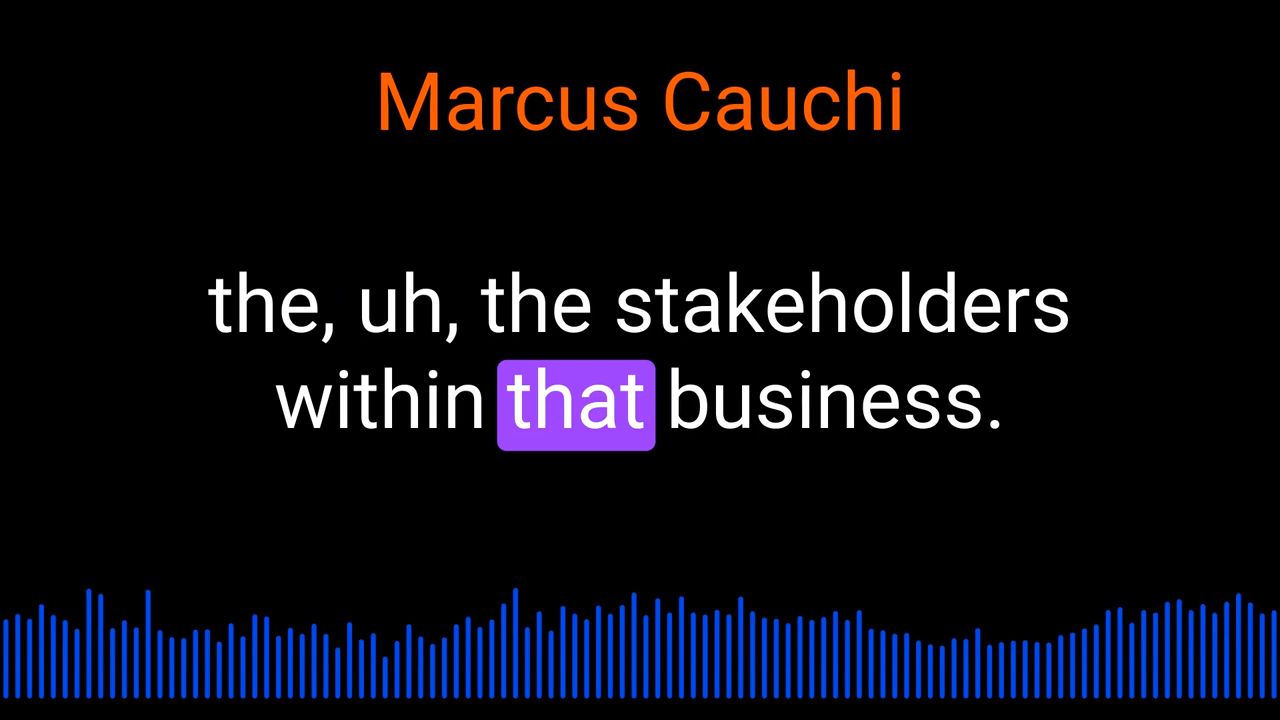 Marcus Cauchi
the, uh, the stakeholders
within that business.